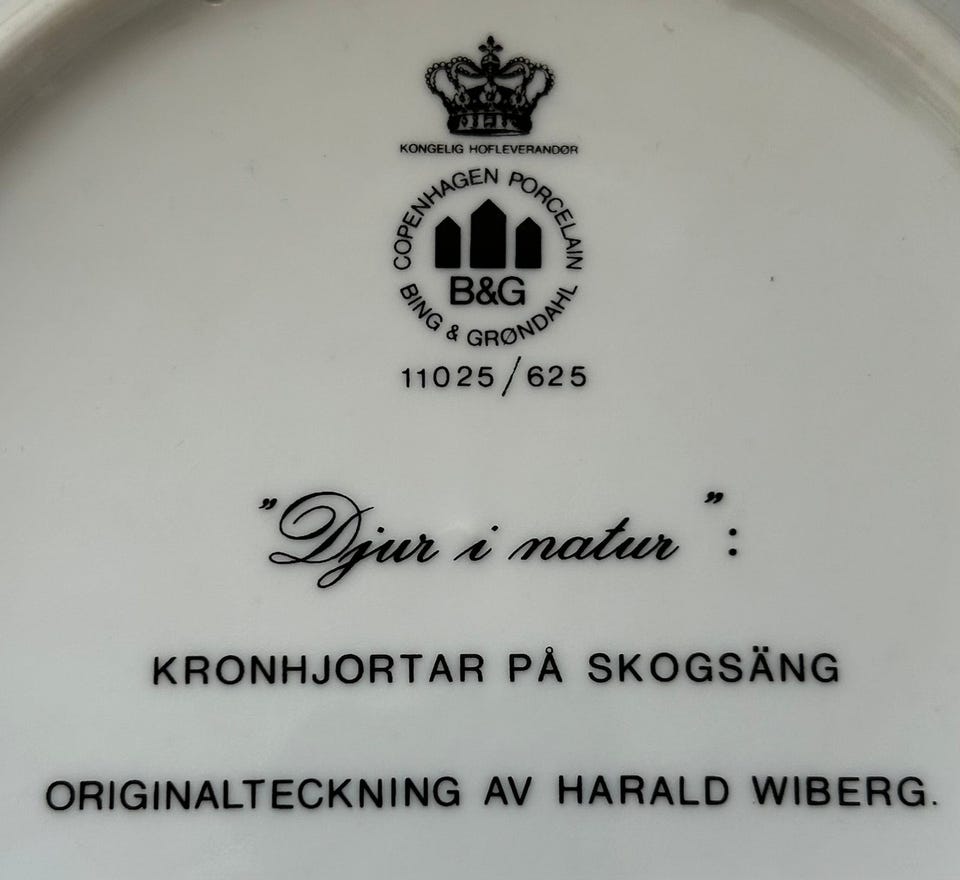 KONGELIG HOFLEVERANDØR
COPENHAGEN PORCELAIN
B&G
BING & GRØNDAHL
11025/625
"Djur i natur":
KRONHJORTAR PÅ SKOGSÄNG
ORIGINALTECKNING AV HARALD WIBERG.